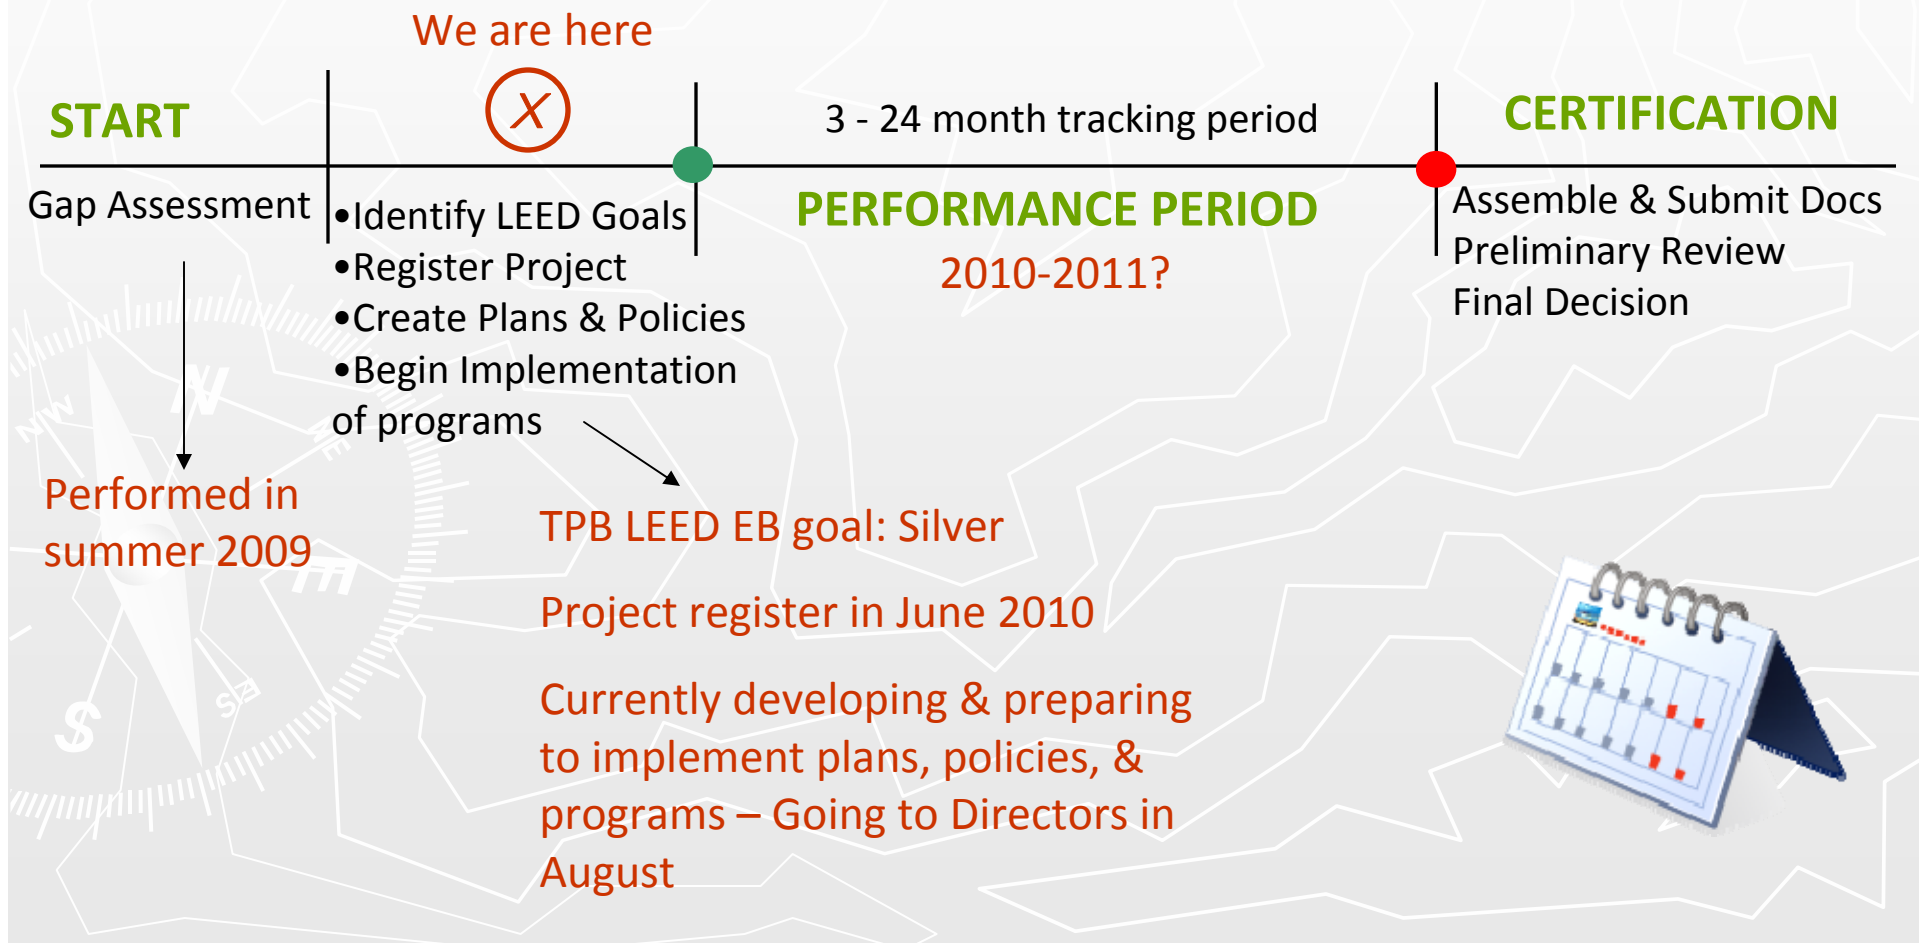 We are here
X
START
3 - 24 month tracking period
CERTIFICATION
Gap Assessment
•Identify LEED Goals
•Register Project
•Create Plans & Policies
•Begin Implementation
of programs
PERFORMANCE PERIOD
2010-2011?
Assemble & Submit Docs
Preliminary Review
Final Decision
Performed in
summer 2009
TPB LEED EB goal: Silver
Project register in June 2010
Currently developing & preparing
to implement plans, policies, &
programs – Going to Directors in
August
NW
N
NE
E
S